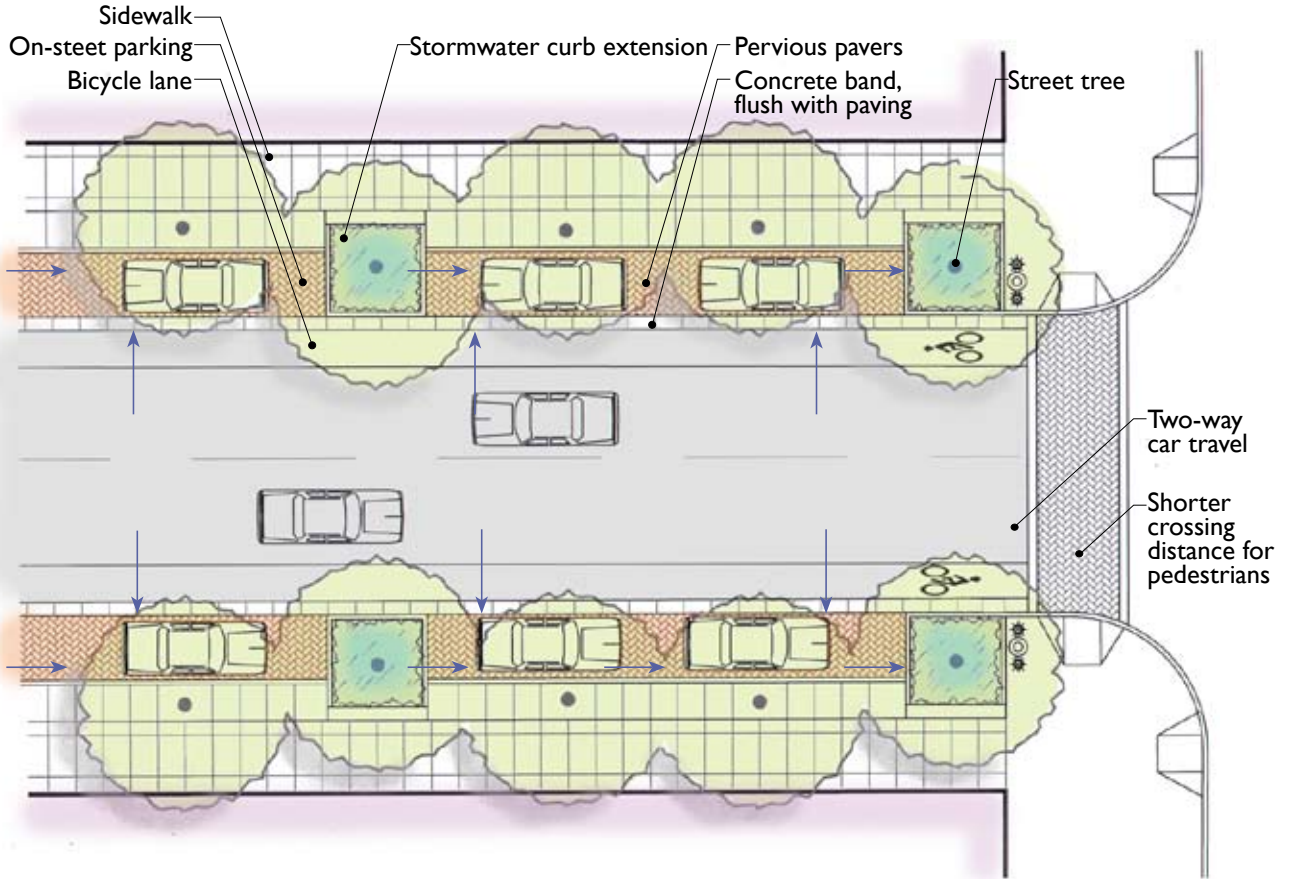 Sidewalk
On-steet parking
Bicycle lane
Stormwater curb extension
Pervious pavers
Concrete band,
flush with paving
Street tree
Two-way
car travel
Shorter
crossing
distance for
pedestrians